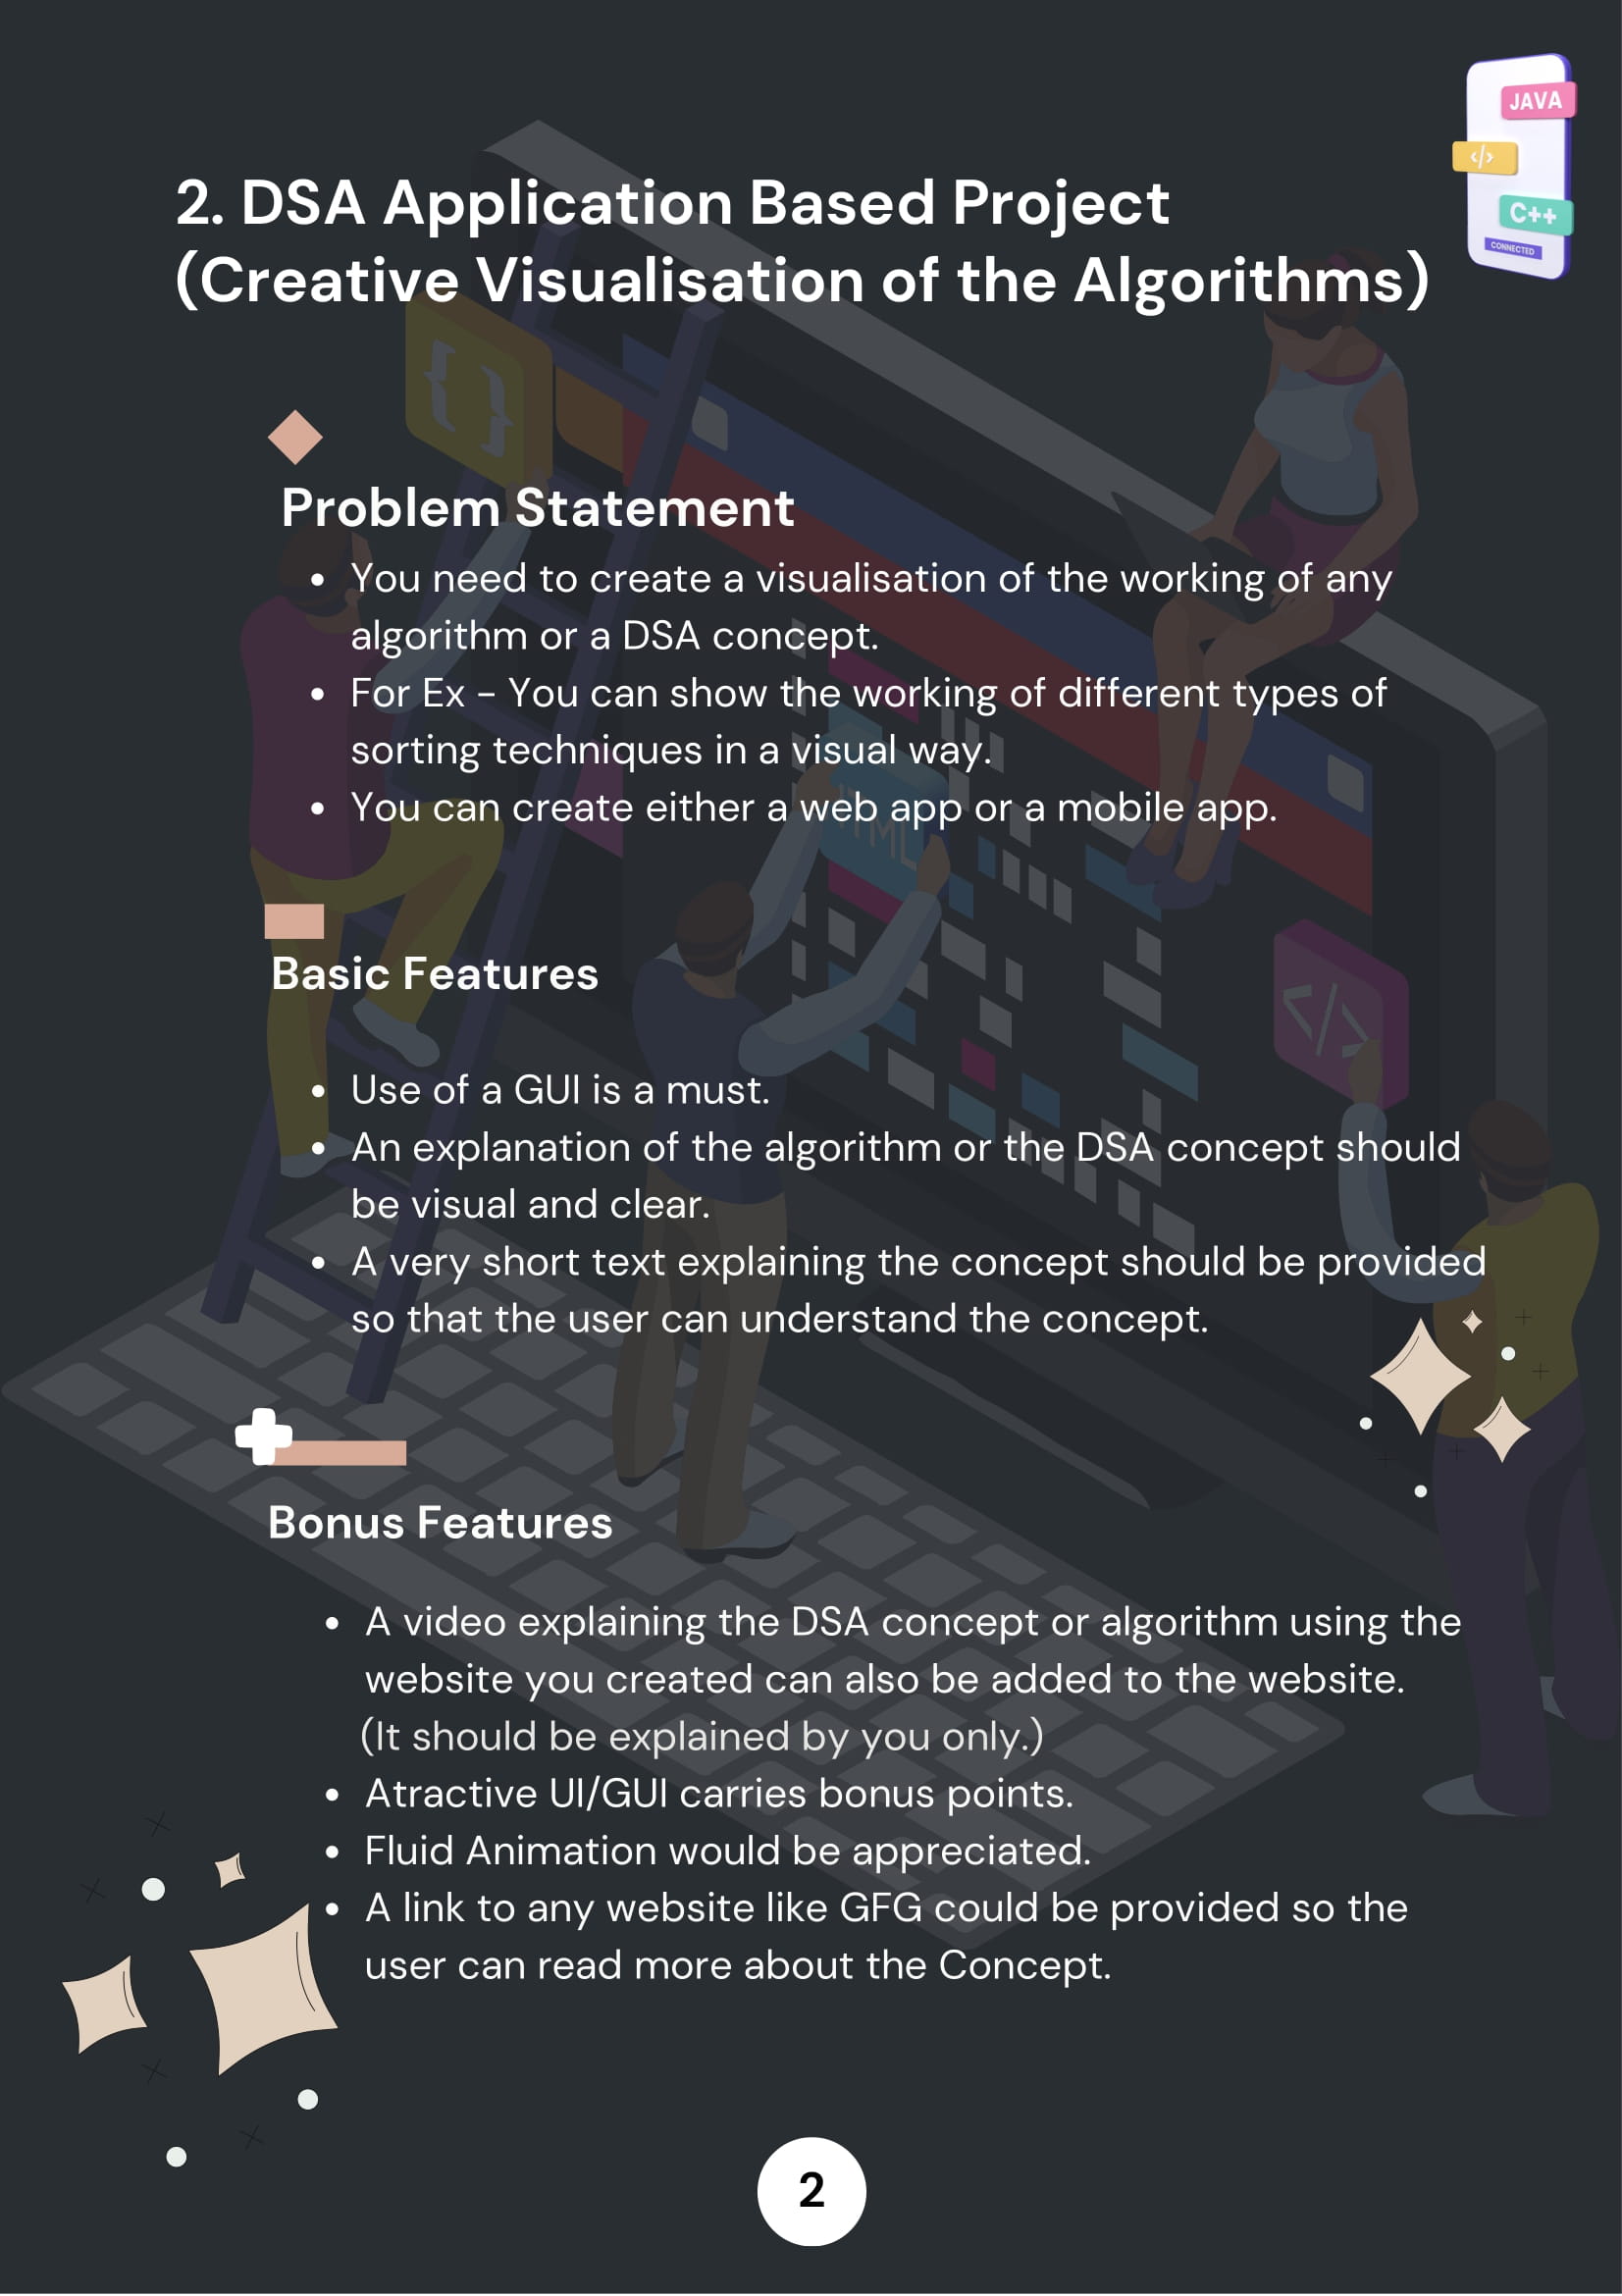 JAVA
</>
C++
CONNECTED
2. DSA Application Based Project
(Creative Visualisation of the Algorithms)
{ }
Problem Statement
• You need to create a visualisation of the working of any
algorithm or a DSA concept.
• For Ex - You can show the working of different types of
sorting techniques in a visual way.
• You can create either a web app or a mobile app.
HTML
Basic Features
</>
• Use of a GUI is a must.
• An explanation of the algorithm or the DSA concept should
be visual and clear.
• A very short text explaining the concept should be provided
so that the user can understand the concept.
Bonus Features
• A video explaining the DSA concept or algorithm using the
website you created can also be added to the website.
(It should be explained by you only.)
• Atractive UI/GUI carries bonus points.
• Fluid Animation would be appreciated.
• A link to any website like GFG could be provided so the
user can read more about the Concept.
2